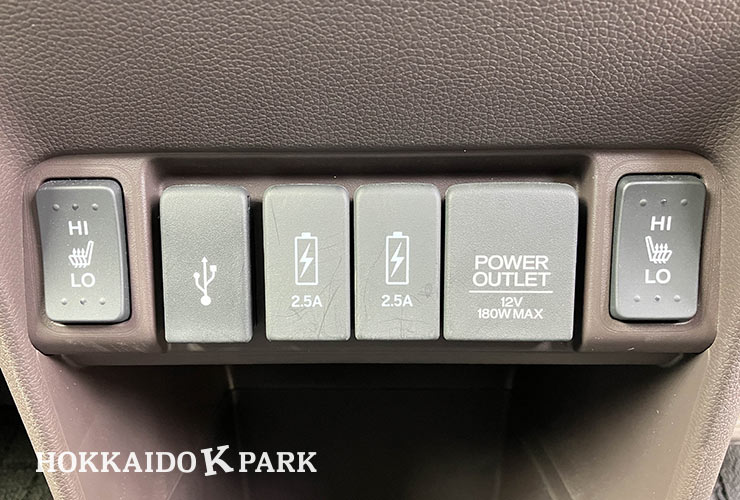 HI
LO
2.5A
2.5A
POWER
OUTLET
12V
180W MAX
HI
LO
HOKKAIDO K PARK